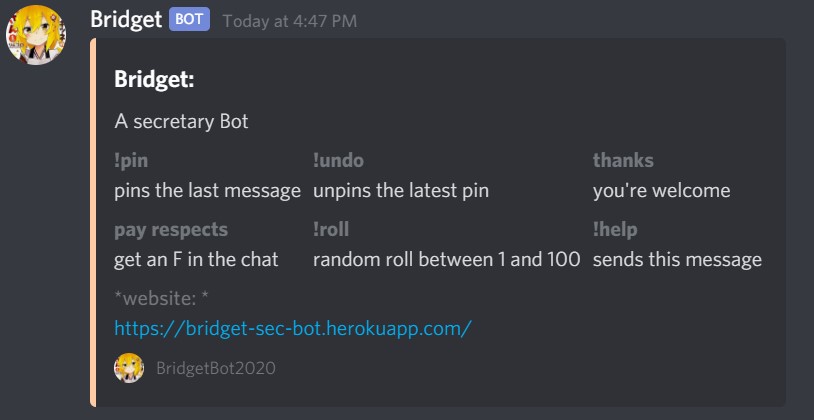 Bridget BOT Today at 4:47 PM
Bridget:
A secretary Bot
!pin !undo thanks
pins the last message unpins the latest pin you're welcome
pay respects !roll !help
get an F in the chat random roll between 1 and 100 sends this message
*website: *
https://bridget-sec-bot.herokuapp.com/
BridgetBot2020